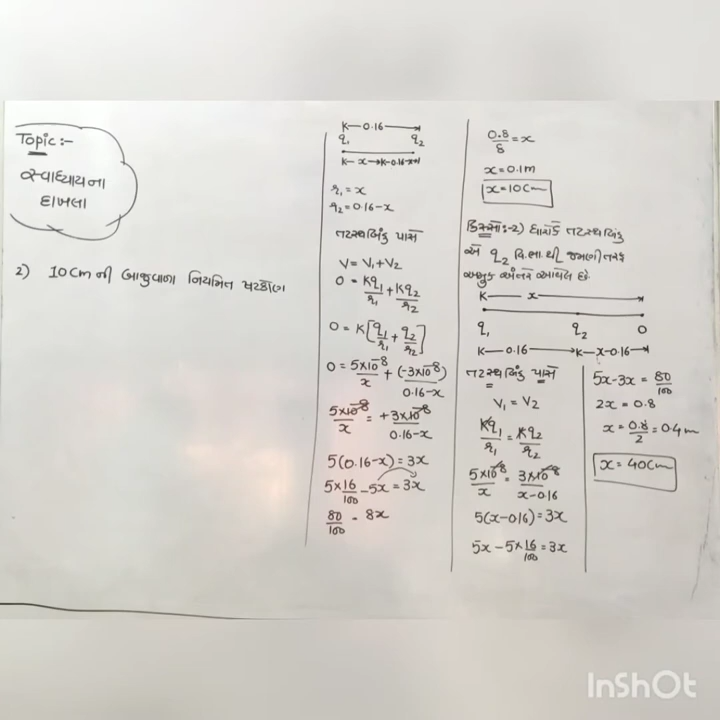 Topic:-
સ્વાધ્યાયના
દાખલા
2) 10cm ની બાજુવાળા નિયમિત ષટ્કોણ
0.16
q₁ q₂
x 0.16-x
r₁ = x
r₂ = 0.16-x
તટસ્થબિંદુ પાસે
V = V₁ + V₂
0 = Kq₁/r₁ + Kq₂/r₂
0 = K[q₁/r₁ + q₂/r₂]
0 = 5×10⁻⁸/x + (-3×10⁻⁸)/0.16-x
5×10⁻⁸/x = +3×10⁻⁸/0.16-x
5(0.16-x) = 3x
5×16/100 - 5x = 3x
80/100 = 8x
0.8/8 = x
x = 0.1m
x = 10cm
કિસ્સો:-2) ધારોકે તટસ્થ બિંદુ
એ q₂ વિ.ભા.થી જમણી તરફ
અમુક અંતરે આવેલ છે
x
q₁ q₂ 0
0.16 x-0.16
તટસ્થબિંદુ પાસે
V₁ = V₂
Kq₁/r₁ = Kq₂/r₂
5×10⁻⁸/x = 3×10⁻⁸/x-0.16
5(x-0.16) = 3x
5x - 5×16/100 = 3x
5x-3x = 80/100
2x = 0.8
x = 0.8/2 = 0.4m
x = 40cm
InShOt